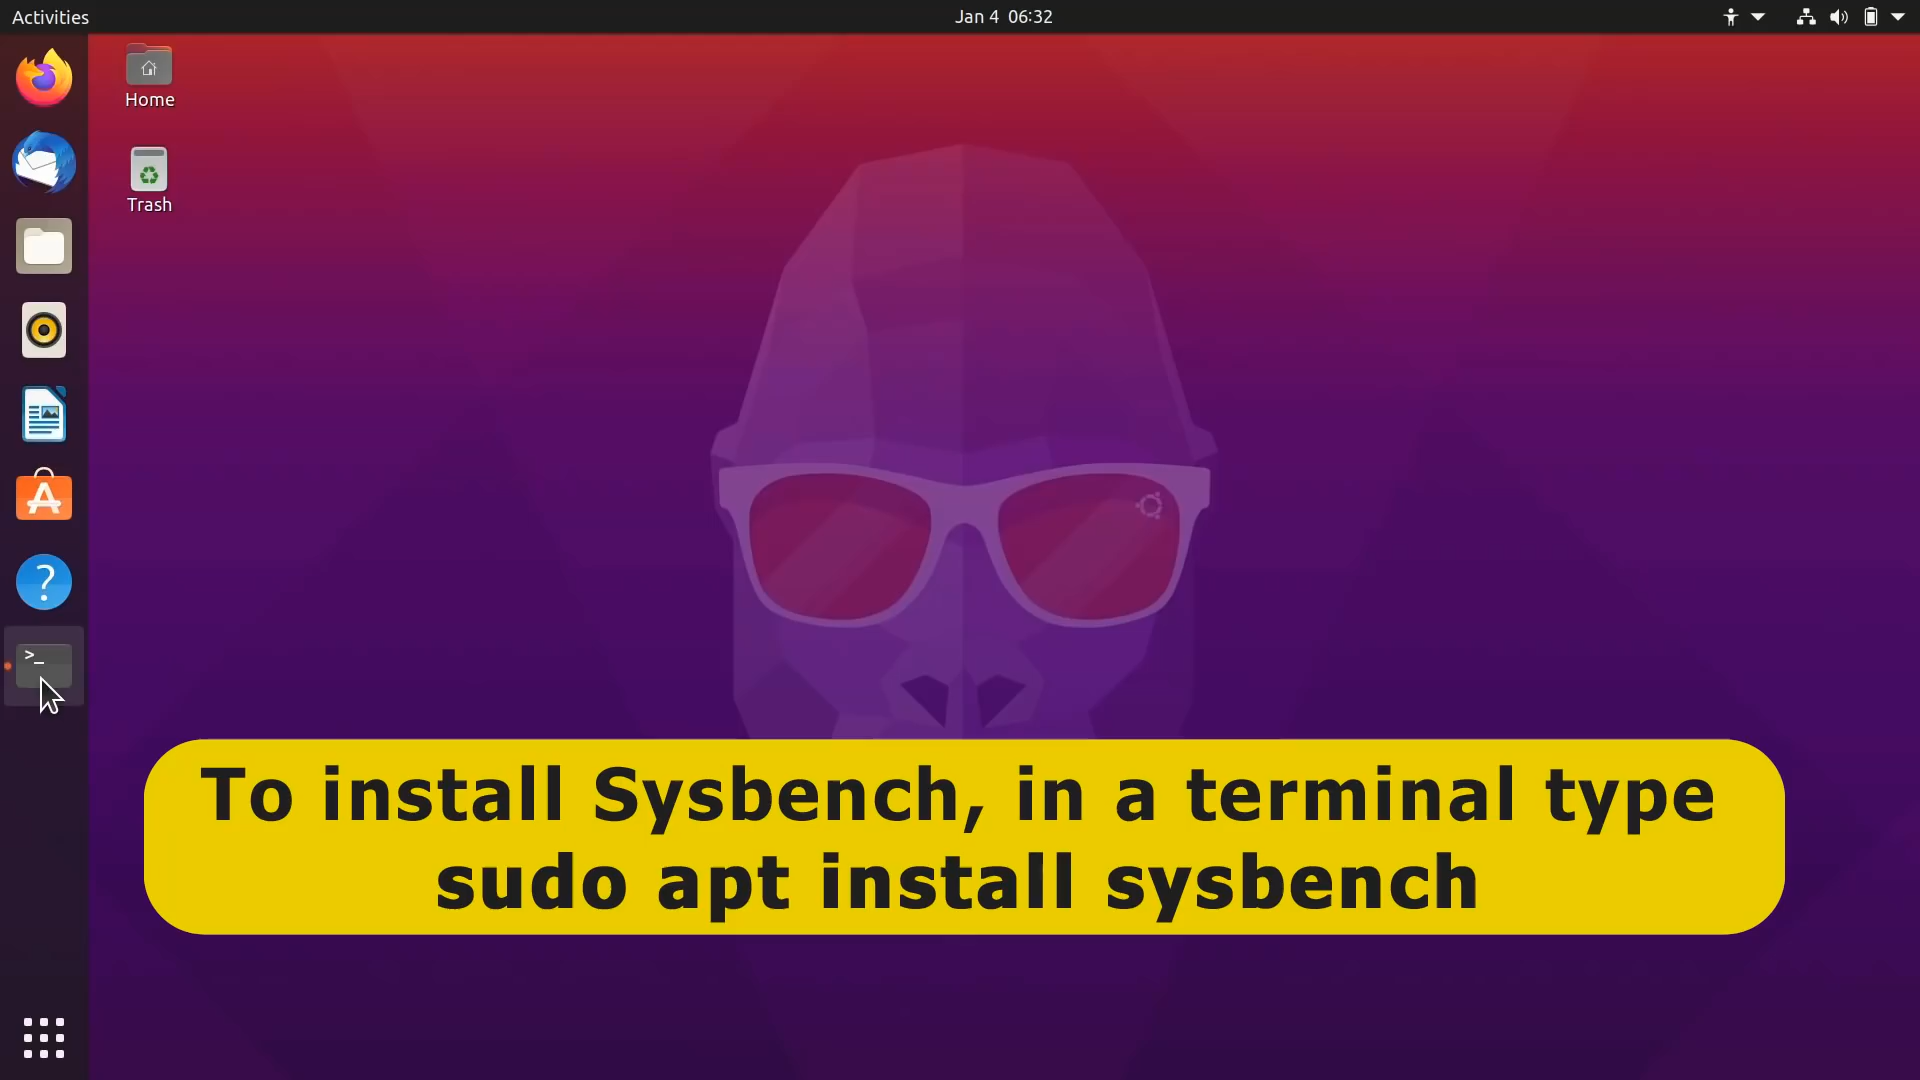 Activities
Jan 4 06:32
Home
Trash
>_
To install Sysbench, in a terminal type
sudo apt install sysbench